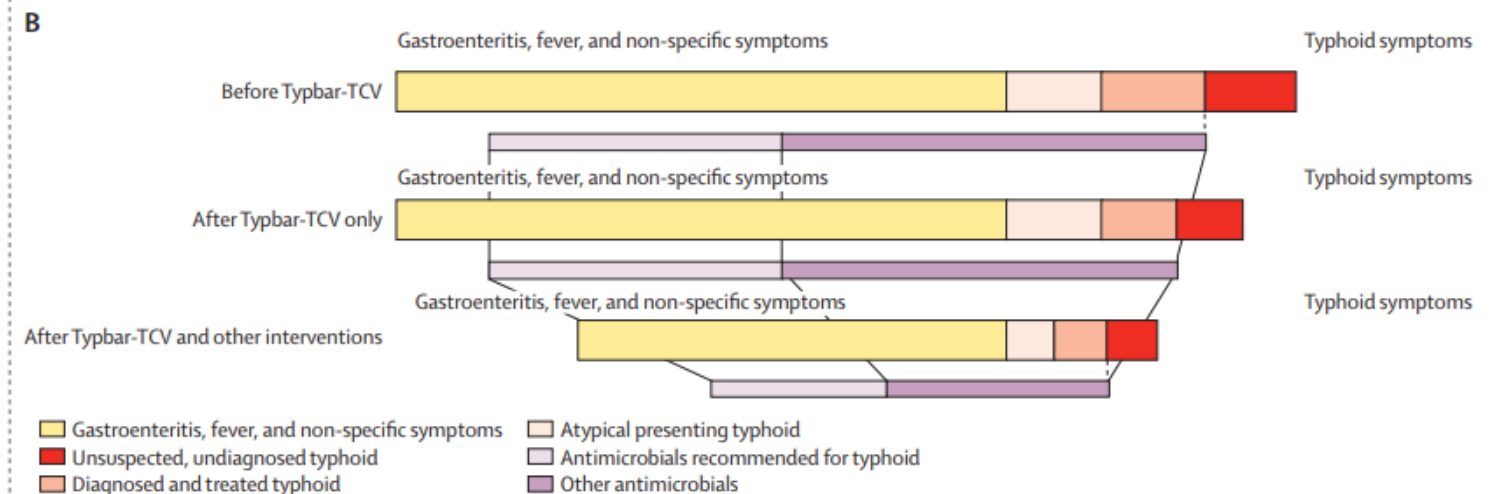 B
Gastroenteritis, fever, and non-specific symptoms
Typhoid symptoms
Before Typbar-TCV
Gastroenteritis, fever, and non-specific symptoms
Typhoid symptoms
After Typbar-TCV only
Gastroenteritis, fever, and non-specific symptoms
Typhoid symptoms
After Typbar-TCV and other interventions
Gastroenteritis, fever, and non-specific symptoms
Atypical presenting typhoid
Unsuspected, undiagnosed typhoid
Antimicrobials recommended for typhoid
Diagnosed and treated typhoid
Other antimicrobials